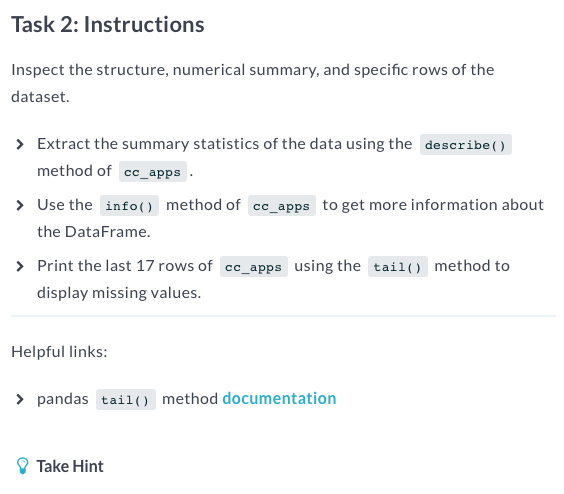 Task 2: Instructions
Inspect the structure, numerical summary, and specific rows of the
dataset.
Extract the summary statistics of the data using the describe()
method of cc_apps .
Use the info() method of cc_apps to get more information about
the DataFrame.
Print the last 17 rows of cc_apps using the tail() method to
display missing values.
Helpful links:
pandas tail() method documentation
Take Hint